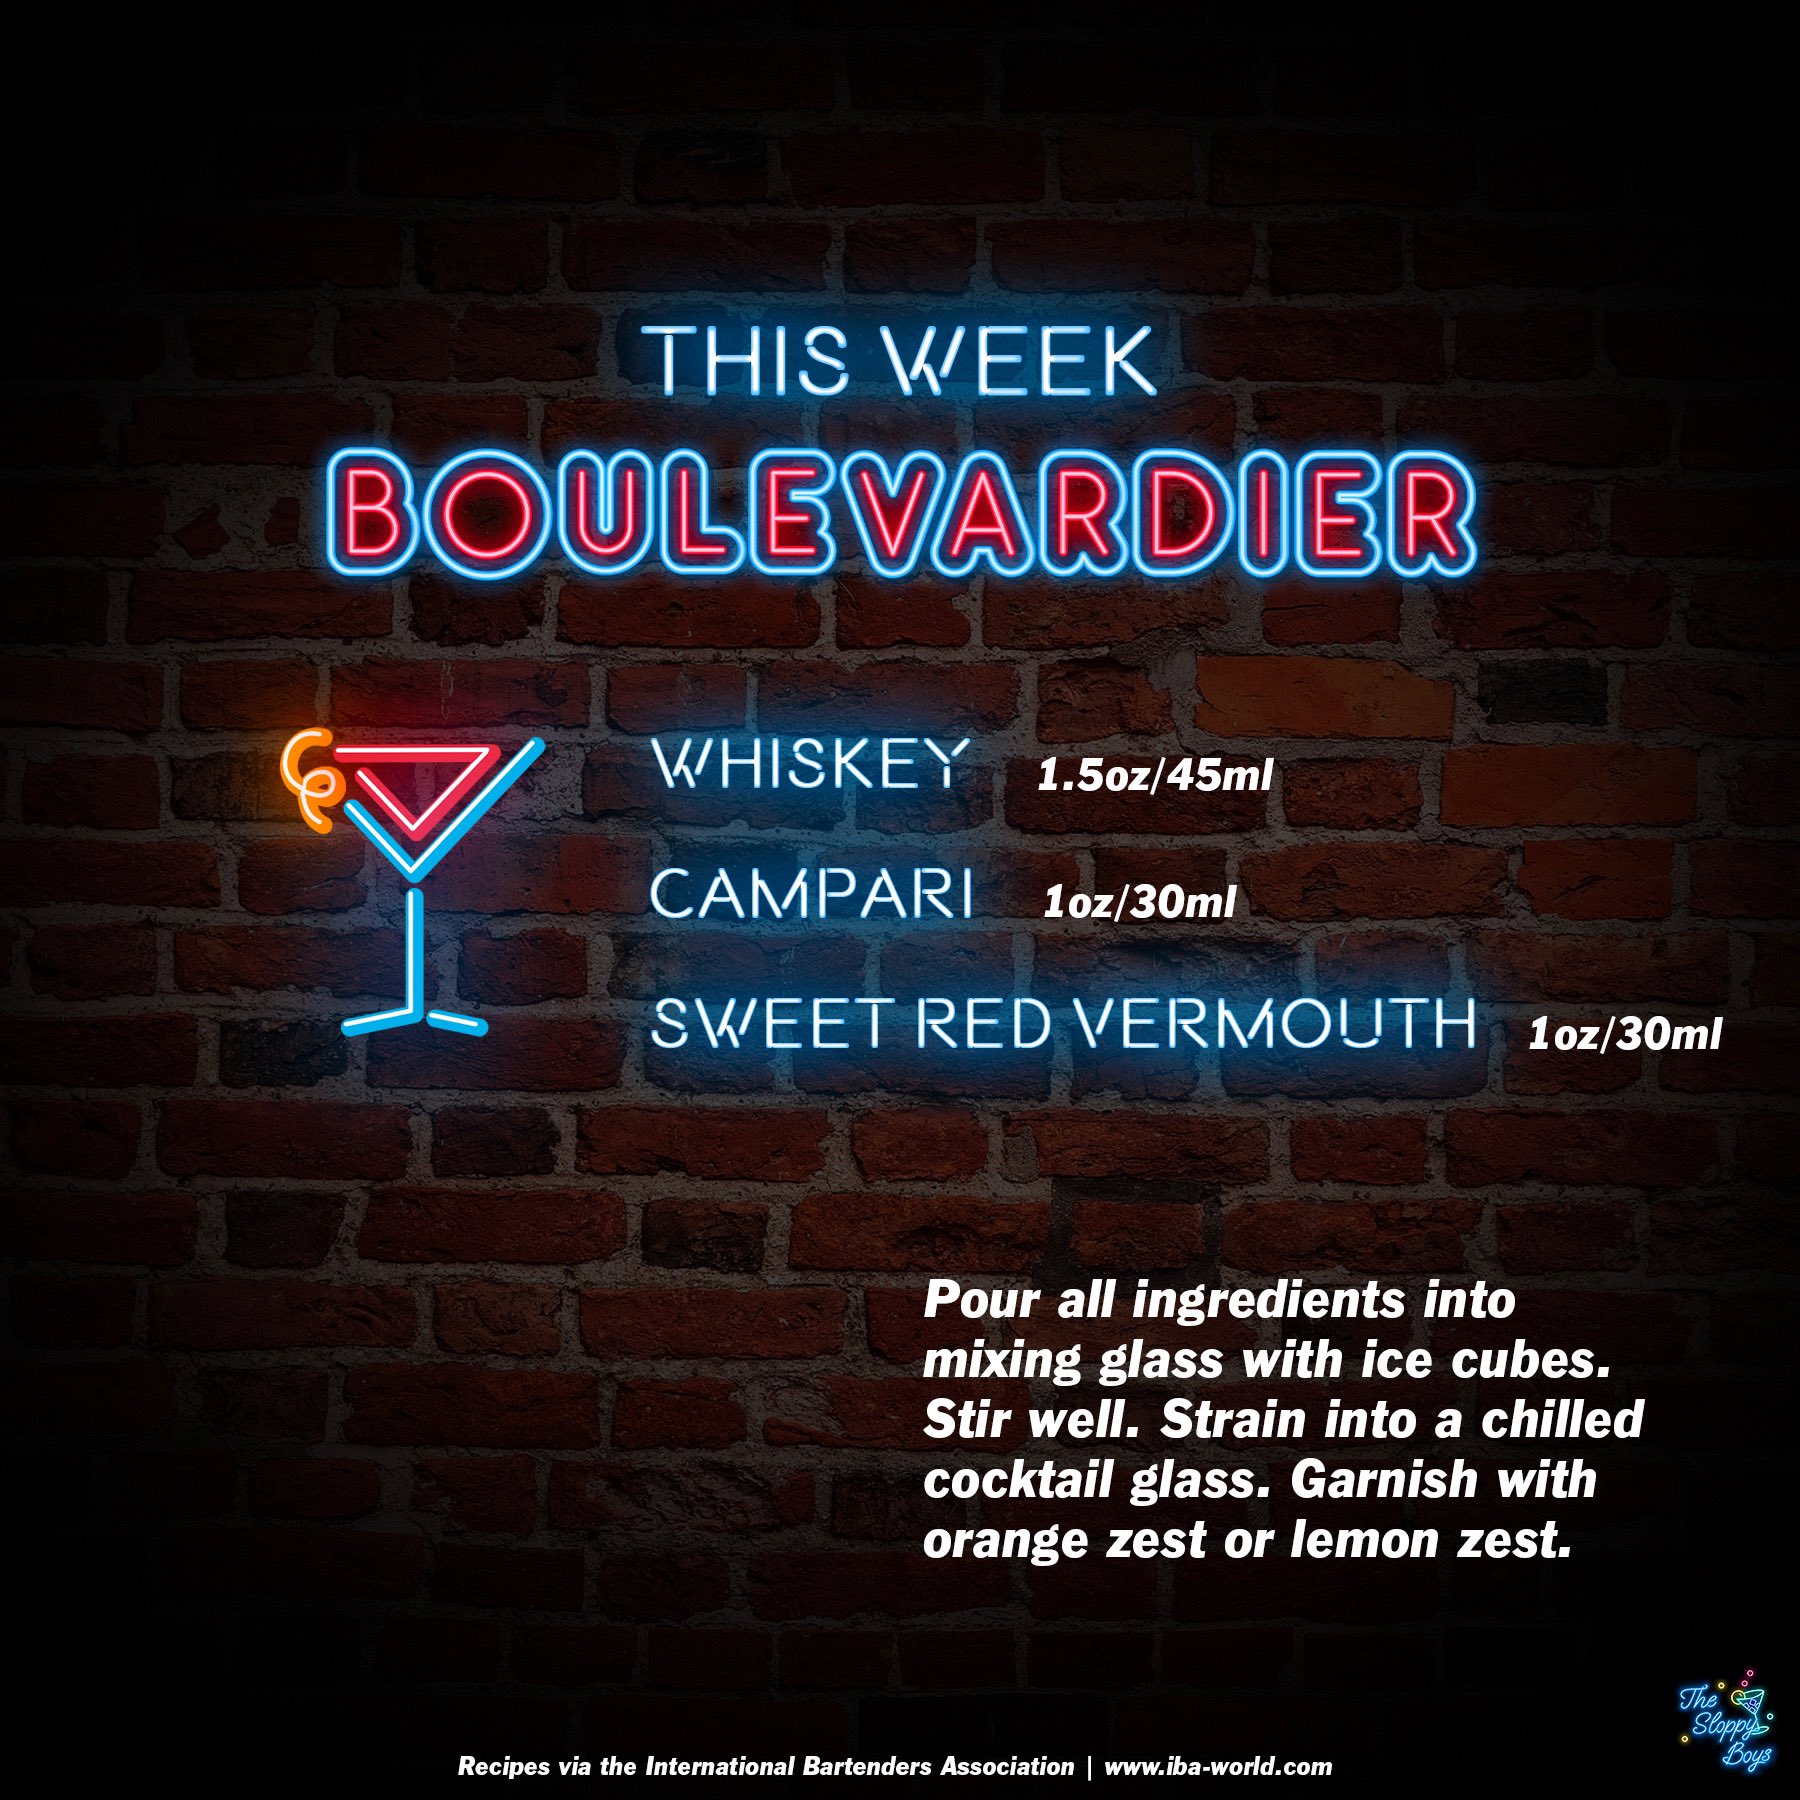 THIS WEEK
BOULEVARDIER
WHISKEY 1.5oz/45ml
CAMPARI 1oz/30ml
SWEET RED VERMOUTH 1oz/30ml
Pour all ingredients into
mixing glass with ice cubes.
Stir well. Strain into a chilled
cocktail glass. Garnish with
orange zest or lemon zest.
The
Sloppy
Boys
Recipes via the International Bartenders Association | www.iba-world.com